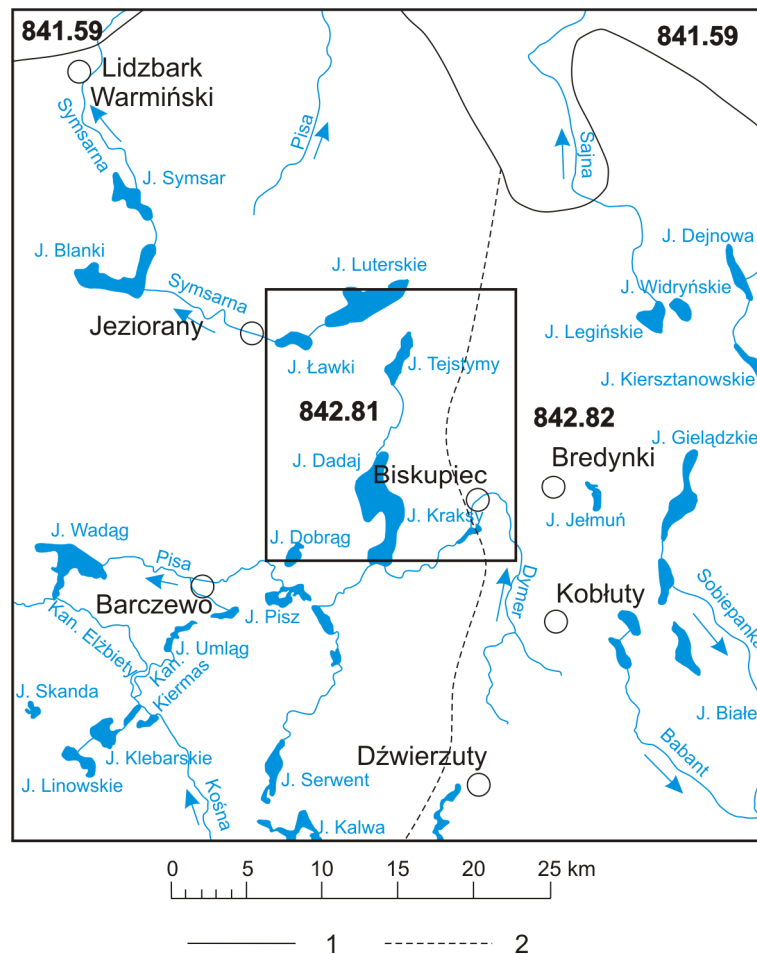 841.59
841.59
Lidzbark
Warmiński
Symsarna
Pisa
Sajna
J. Symsar
J. Dejnowa
J. Blanki
J. Luterskie
Symsarna
J. Widryńskie
Jeziorany
J. Legińskie
J. Ławki
J. Tejstymy
J. Kiersztanowskie
842.81
842.82
J. Gielądzkie
J. Dadaj
Bredynki
Biskupiec
J. Kraksy
J. Jełmuń
J. Wadąg
J. Dobrąg
Pisa
Dymer
Kobłuty
Sobiepanka
Barczewo
J. Pisz
Kan. Elżbiety
J. Umląg
Kan.
Kiermas
J. Skanda
J. Białe
Babant
J. Klebarskie
Dźwierzuty
J. Linowskie
J. Serwent
Kośna
J. Kalwa
0 5 10 15 20 25 km
1 2